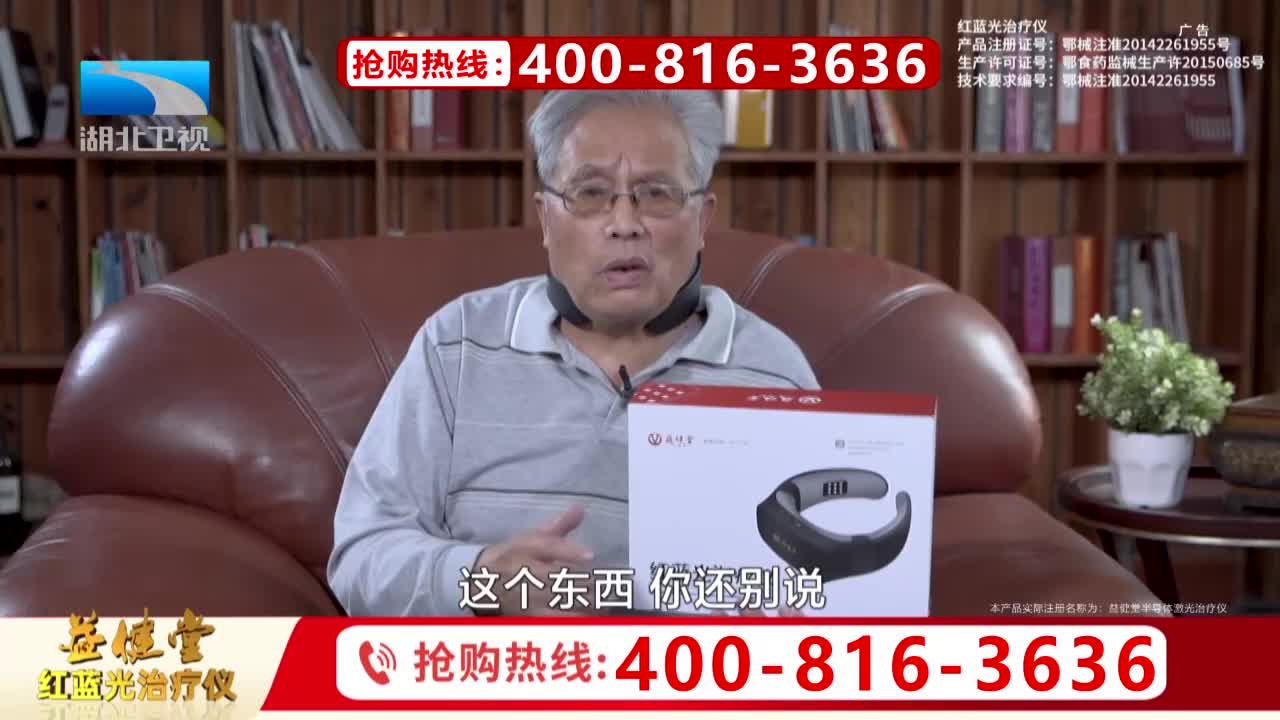 广告
红蓝光治疗仪
产品注册证号：鄂械注准20142261955号
生产许可证号：鄂食药监械生产许20150685号
技术要求编号：鄂械注准20142261955
抢购热线：400-816-3636
湖北卫视
益健堂
这个东西 你还别说
本产品实际注册名称为：益健堂半导体激光治疗仪
益健堂
红蓝光治疗仪
抢购热线:400-816-3636